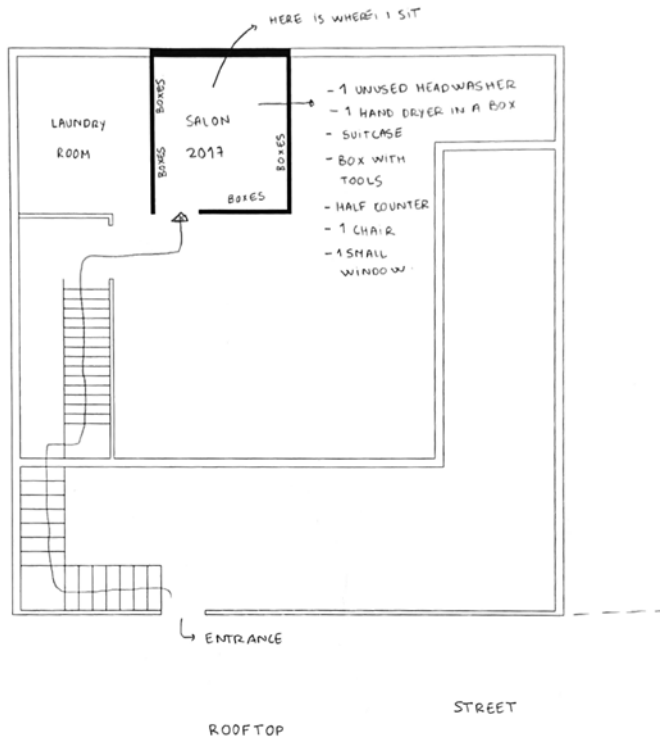 HERE IS WHERE I SIT
BOXES
BOXES
LAUNDRY
ROOM
SALON
2017
BOXES
BOXES
- 1 UNUSED HEADWASHER
- 1 HAND DRYER IN A BOX
- SUITCASE
- BOX WITH
TOOLS
- HALF COUNTER
- 1 CHAIR
- 1 SMALL
WINDOW.
ENTRANCE
STREET
ROOFTOP